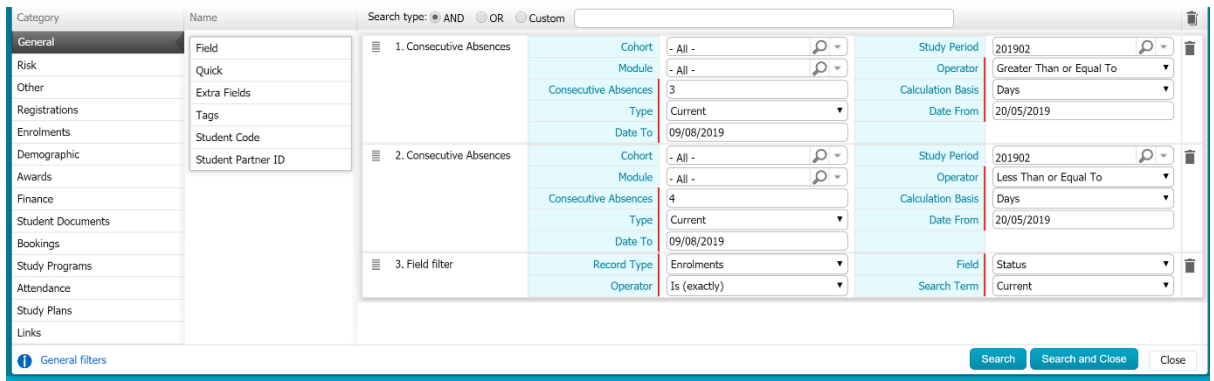 Category Name Search type: AND OR Custom
General
Risk
Other
Registrations
Enrolments
Demographic
Awards
Finance
Student Documents
Bookings
Study Programs
Attendance
Study Plans
Links
Field
Quick
Extra Fields
Tags
Student Code
Student Partner ID
1. Consecutive Absences Cohort - All - Study Period 201902
Module - All - Operator Greater Than or Equal To
Consecutive Absences 3 Calculation Basis Days
Type Current Date From 20/05/2019
Date To 09/08/2019
2. Consecutive Absences Cohort - All - Study Period 201902
Module - All - Operator Less Than or Equal To
Consecutive Absences 4 Calculation Basis Days
Type Current Date From 20/05/2019
Date To 09/08/2019
3. Field filter Record Type Enrolments Field Status
Operator Is (exactly) Search Term Current
General filters Search Search and Close Close